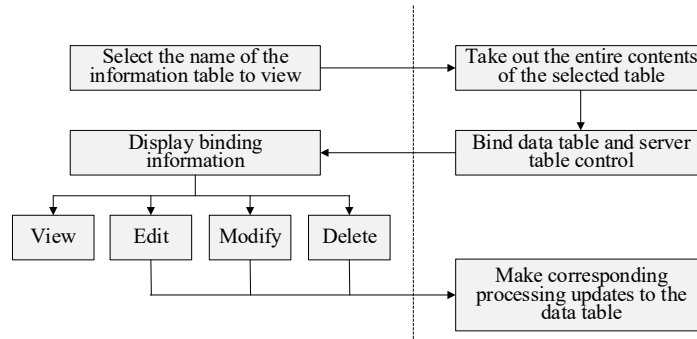 Select the name of the
information table to view
Take out the entire contents
of the selected table
Display binding
information
Bind data table and server
table control
View
Edit
Modify
Delete
Make corresponding
processing updates to the
data table